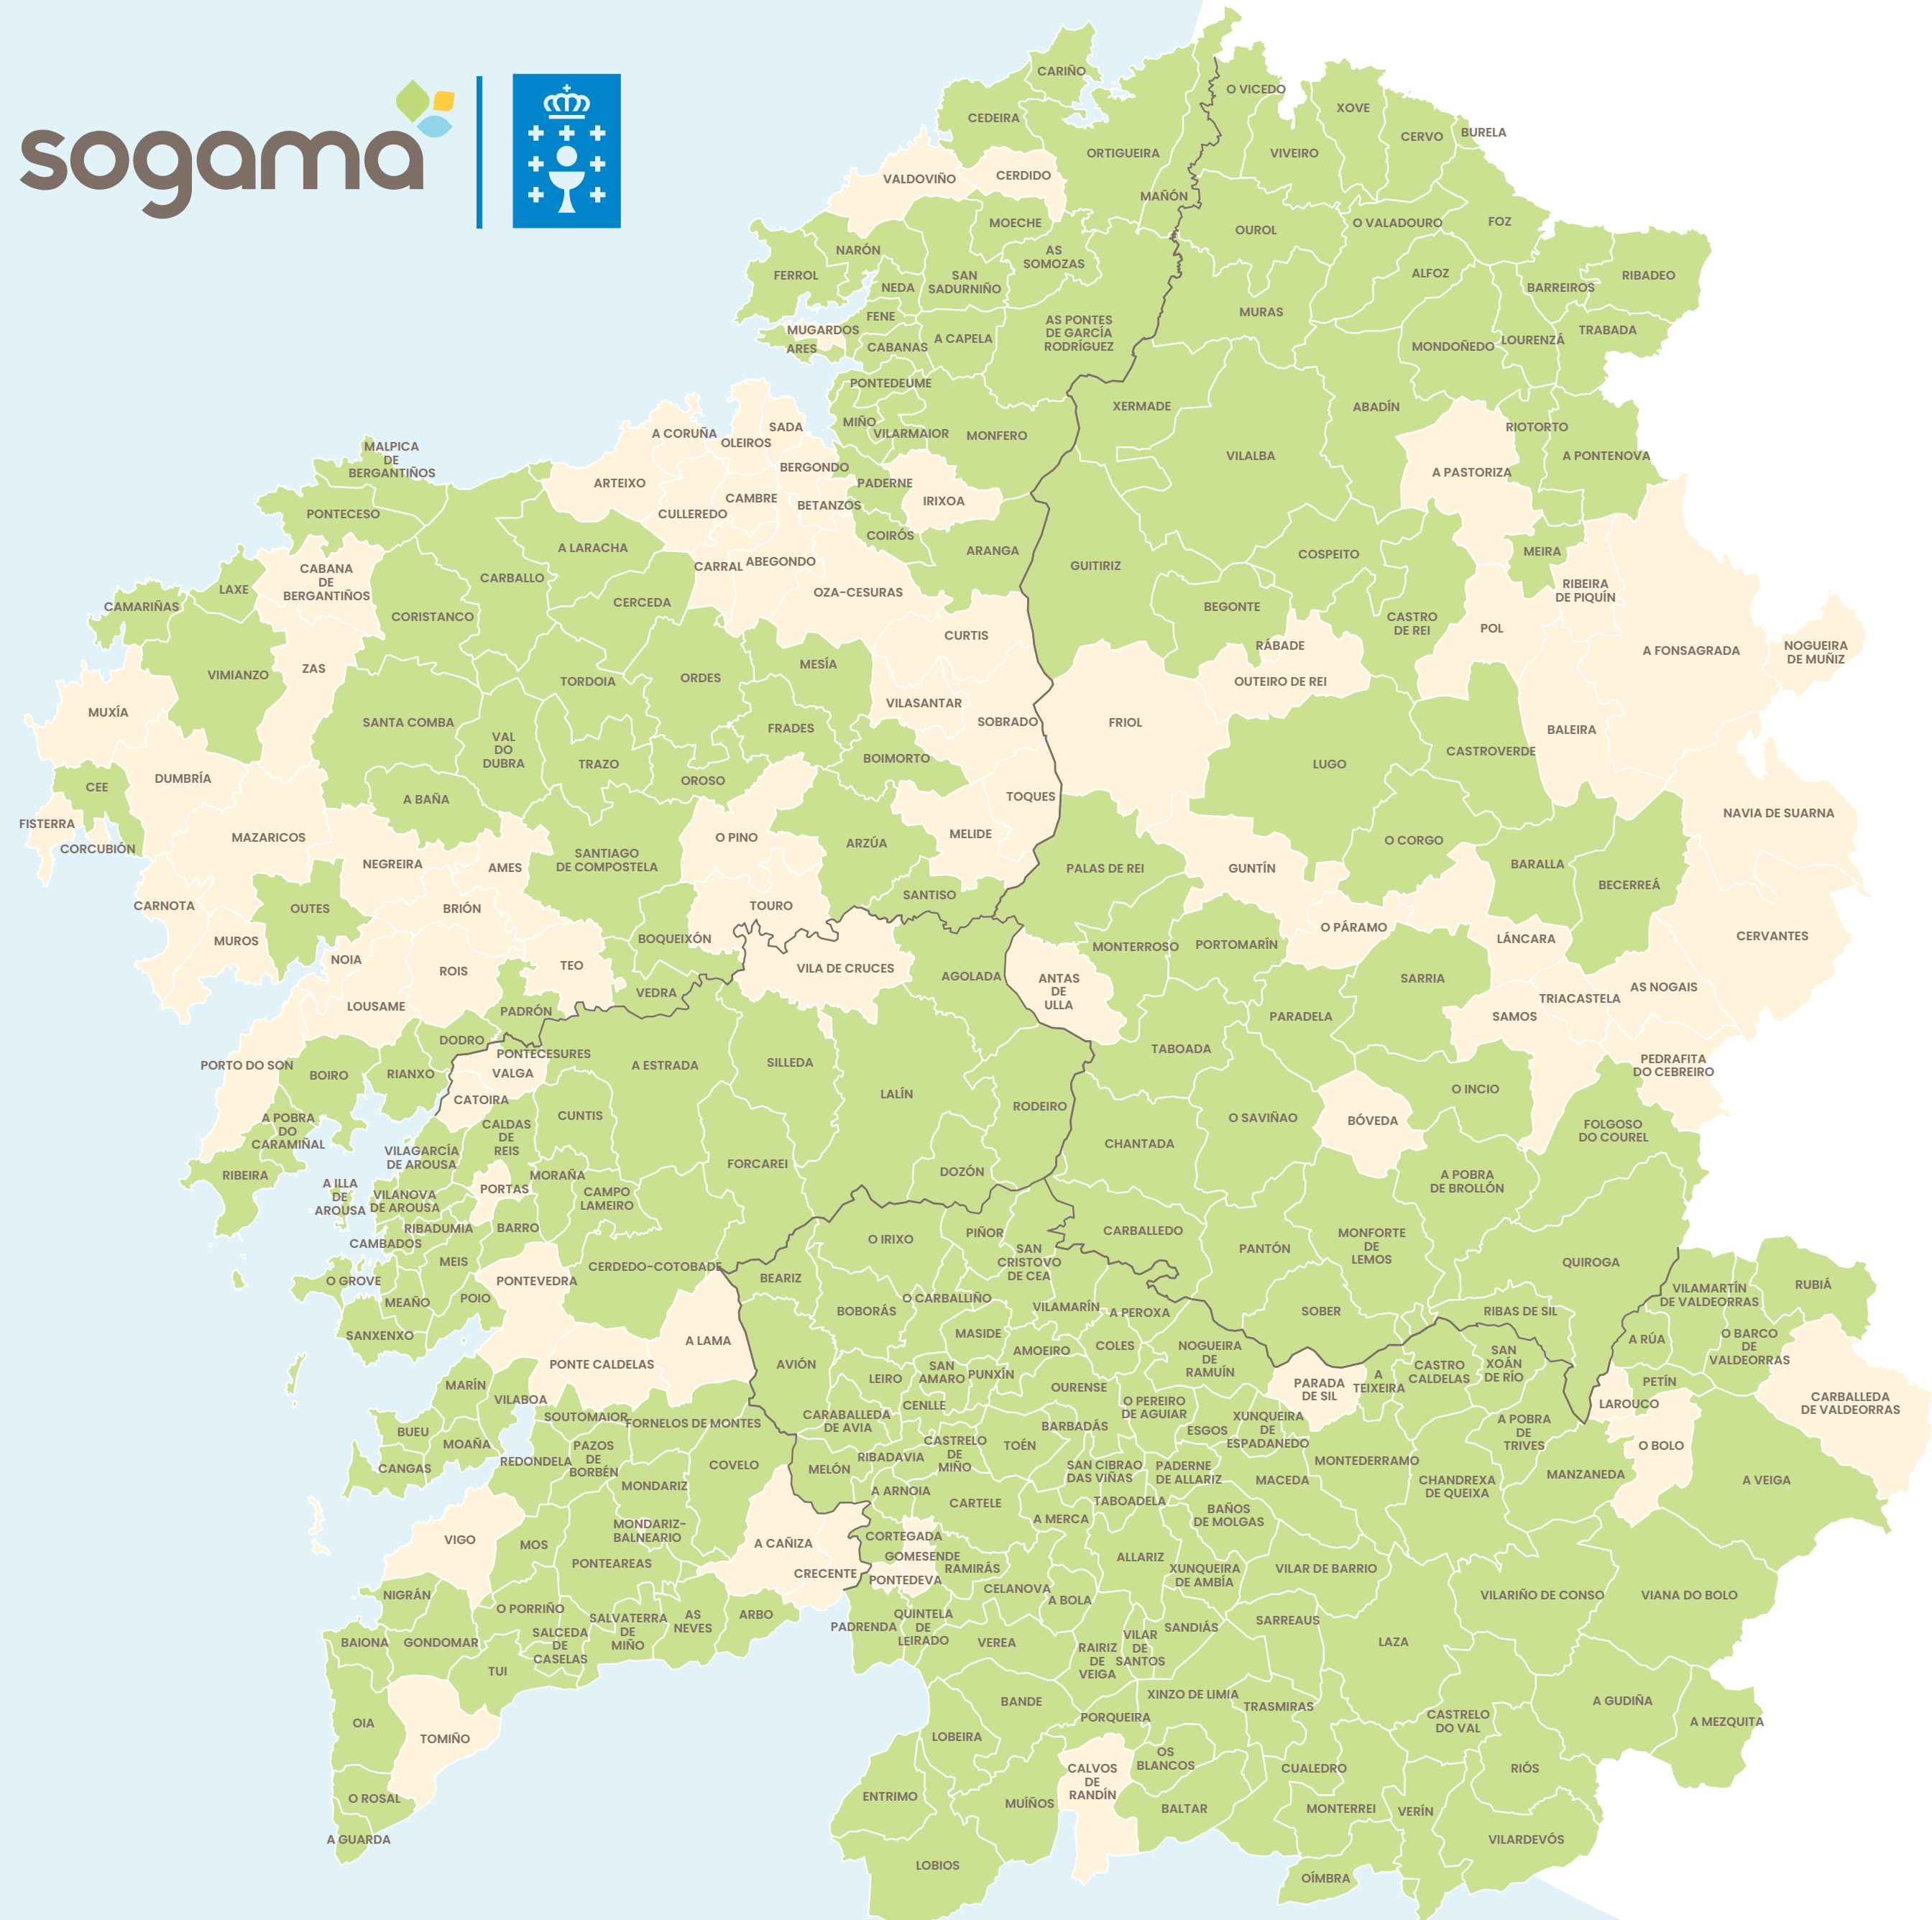 sogama
CARIÑO
O VICEDO
XOVE
CEDEIRA
CERVO
BURELA
ORTIGUEIRA
VIVEIRO
VALDOVIÑO
CERDIDO
MAÑÓN
MOECHE
O VALADOURO
FOZ
OUROL
NARÓN
AS
SOMOZAS
FERROL
SAN
SADURNIÑO
ALFOZ
RIBADEO
NEDA
BARREIROS
FENE
MURAS
MUGARDOS
AS PONTES
DE GARCÍA
RODRÍGUEZ
TRABADA
A CAPELA
LOURENZÁ
ARES
CABANAS
MONDOÑEDO
PONTEDEUME
XERMADE
ABADÍN
MIÑO
SADA
RIOTORTO
A CORUÑA
VILARMAIOR
MONFERO
OLEIROS
MALPICA
DE
BERGANTIÑOS
VILALBA
A PONTENOVA
BERGONDO
A PASTORIZA
ARTEIXO
PADERNE
CAMBRE
IRIXOA
BETANZOS
PONTECESO
CULLEREDO
COIRÓS
A LARACHA
ARANGA
MEIRA
COSPEITO
ABEGONDO
CARRAL
GUITIRIZ
CABANA
DE
BERGANTIÑOS
CARBALLO
RIBEIRA
DE PIQUÍN
LAXE
OZA-CESURAS
CERCEDA
CAMARIÑAS
BEGONTE
CORISTANCO
CASTRO
DE REI
POL
CURTIS
RÁBADE
A FONSAGRADA
NOGUEIRA
DE MUÑIZ
MESÍA
ZAS
VIMIANZO
ORDES
TORDOIA
OUTEIRO DE REI
VILASANTAR
MUXÍA
SANTA COMBA
SOBRADO
FRIOL
FRADES
BALEIRA
VAL
DO
DUBRA
CASTROVERDE
BOIMORTO
TRAZO
LUGO
DUMBRÍA
OROSO
CEE
TOQUES
A BAÑA
NAVIA DE SUARNA
FISTERRA
MELIDE
MAZARICOS
O PINO
O CORGO
ARZÚA
CORCUBIÓN
SANTIAGO
DE COMPOSTELA
NEGREIRA
AMES
BARALLA
PALAS DE REI
GUNTÍN
BECERREÁ
SANTISO
CARNOTA
OUTES
BRIÓN
TOURO
O PÁRAMO
MUROS
BOQUEIXÓN
LÁNCARA
CERVANTES
MONTERROSO
PORTOMARÍN
NOIA
TEO
ROIS
VILA DE CRUCES
AGOLADA
ANTAS
DE
ULLA
SARRIA
AS NOGAIS
VEDRA
TRIACASTELA
LOUSAME
PADRÓN
PARADELA
SAMOS
DODRO
TABOADA
PONTECESURES
PORTO DO SON
A ESTRADA
SILLEDA
PEDRAFITA
DO CEBREIRO
BOIRO
RIANXO
VALGA
O INCIO
LALÍN
CATOIRA
RODEIRO
A POBRA
DO
CARAMIÑAL
CUNTIS
O SAVIÑAO
BÓVEDA
CALDAS
DE
REIS
FOLGOSO
DO COUREL
CHANTADA
VILAGARCÍA
DE AROUSA
FORCAREI
RIBEIRA
MORAÑA
DOZÓN
A POBRA
DE BROLLÓN
A ILLA
DE
AROUSA
PORTAS
CAMPO
LAMEIRO
VILANOVA
DE AROUSA
RIBADUMIA
BARRO
CARBALLEDO
PIÑOR
MONFORTE
DE
LEMOS
CAMBADOS
O IRIXO
PANTÓN
SAN
CRISTOVO
DE CEA
MEIS
QUIROGA
CERDEDO-COTOBADE
BEARIZ
O GROVE
PONTEVEDRA
RUBIÁ
VILAMARTÍN
DE VALDEORRAS
MEAÑO
POIO
O CARBALLIÑO
BOBORÁS
VILAMARÍN
A PEROXA
SOBER
RIBAS DE SIL
SANXENXO
A LAMA
MASIDE
A RÚA
O BARCO
DE
VALDEORRAS
COLES
AMOEIRO
NOGUEIRA
DE
RAMUÍN
SAN
XOÁN
DE RÍO
PONTE CALDELAS
AVIÓN
LEIRO
SAN
AMARO
PUNXÍN
CASTRO
CALDELAS
A
TEIXEIRA
PETÍN
MARÍN
OURENSE
PARADA
DE SIL
VILABOA
CENLLE
O PEREIRO
DE AGUIAR
LAROUCO
CARBALLEDA
DE VALDEORRAS
SOUTOMAIOR
FORNELOS DE MONTES
CARABALLEDA
DE AVIA
BARBADÁS
ESGOS
XUNQUEIRA
DE
ESPADANEDO
A POBRA
DE
TRIVES
BUEU
MOAÑA
TOÉN
O BOLO
REDONDELA
PAZOS
DE
BORBÉN
CASTRELO
DE
MIÑO
RIBADAVIA
CANGAS
COVELO
MELÓN
SAN CIBRAO
DAS VIÑAS
PADERNE
DE ALLARIZ
MONTEDERRAMO
MACEDA
CHANDREXA
DE QUEIXA
MANZANEDA
A VEIGA
MONDARIZ
A ARNOIA
CARTELE
TABOADELA
BAÑOS
DE MOLGAS
A MERCA
MONDARIZ-
BALNEARIO
VIGO
MOS
A CAÑIZA
CORTEGADA
GOMESENDE
PONTEAREAS
CRECENTE
PONTEDEVA
RAMIRÁS
ALLARIZ
XUNQUEIRA
DE AMBÍA
VILAR DE BARRIO
CELANOVA
A BOLA
NIGRÁN
VILARIÑO DE CONSO
VIANA DO BOLO
O PORRIÑO
SALVATERRA
DE
MIÑO
AS
NEVES
ARBO
PADRENDA
QUINTELA
DE
LEIRADO
SANDIÁS
SARREAUS
BAIONA
GONDOMAR
SALCEDA
DE
CASELAS
VEREA
RAIRIZ
DE
VEIGA
VILAR
DE
SANTOS
LAZA
TUI
XINZO DE LIMIA
BANDE
TRASMIRAS
A GUDIÑA
OIA
PORQUEIRA
CASTRELO
DO VAL
A MEZQUITA
TOMIÑO
LOBEIRA
OS
BLANCOS
CALVOS
DE
RANDÍN
CUALEDRO
RIÓS
O ROSAL
ENTRIMO
MUÍÑOS
BALTAR
MONTERREI
VERÍN
A GUARDA
VILARDEVÓS
LOBIOS
OÍMBRA